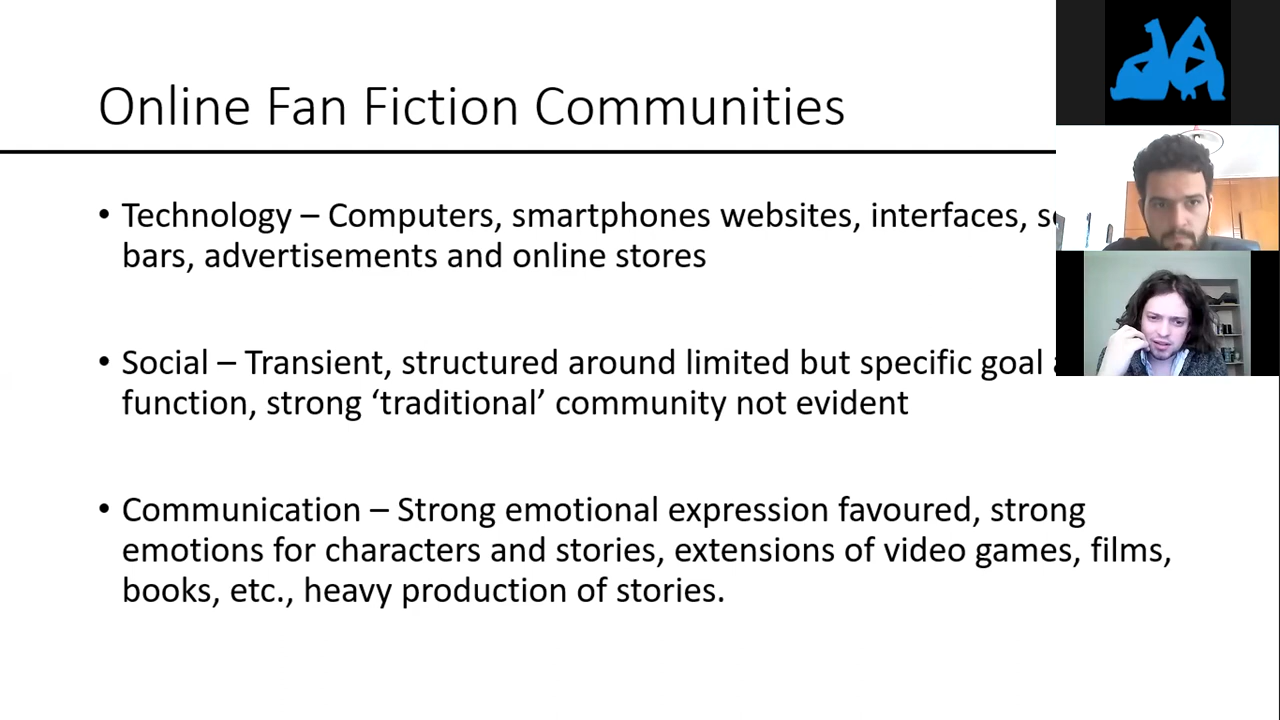 Online Fan Fiction Communities
• Technology – Computers, smartphones websites, interfaces,
bars, advertisements and online stores
• Social – Transient, structured around limited but specific goal
function, strong ‘traditional’ community not evident
• Communication – Strong emotional expression favoured, strong
emotions for characters and stories, extensions of video games, films,
books, etc., heavy production of stories.